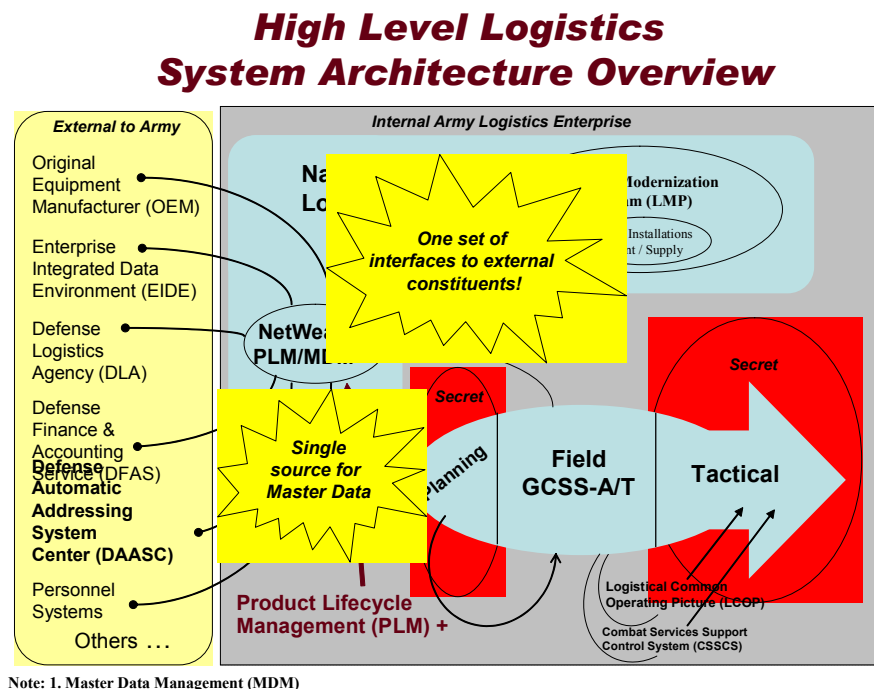 High Level Logistics
System Architecture Overview
External to Army
Original
Equipment
Manufacturer (OEM)
Enterprise
Integrated Data
Environment (EIDE)
Defense
Logistics
Agency (DLA)
Defense
Finance &
Accounting
Service (DFAS)
Defense
Automatic
Addressing
System
Center (DAASC)
Personnel
Systems
Others …
Internal Army Logistics Enterprise
Modernization
(LMP)
Installations
/ Supply
One set of
interfaces to external
constituents!
PLM/MDM
Single
source for
Master Data
Secret
Planning
Field
GCSS-A/T
Secret
Tactical
Product Lifecycle
Management (PLM) +
Logistical Common
Operating Picture (LCOP)
Combat Services Support
Control System (CSSCS)
Note: 1. Master Data Management (MDM)